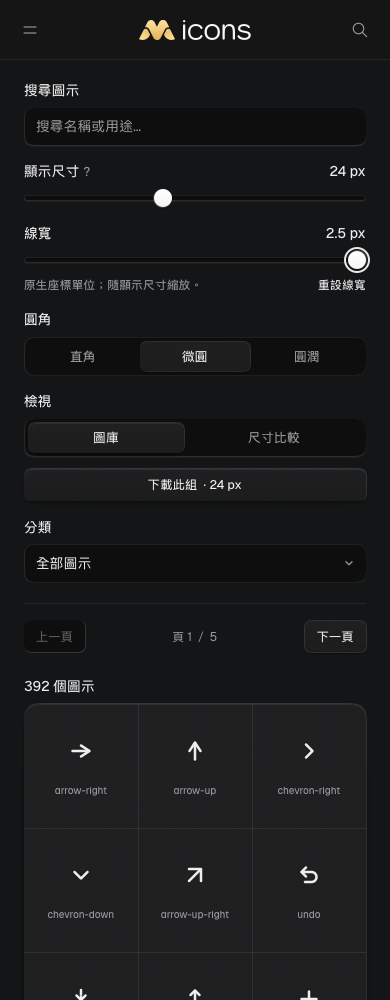 icons
搜尋圖示
搜尋名稱或用途...
顯示尺寸 ? 24 px
線寬 2.5 px
原生座標單位；隨顯示尺寸縮放。 重設線寬
圓角
直角 微圓 圓潤
檢視
圖庫 尺寸比較
下載此組 · 24 px
分類
全部圖示
上一頁 頁 1 / 5 下一頁
392 個圖示
arrow-right arrow-up chevron-right
chevron-down arrow-up-right undo